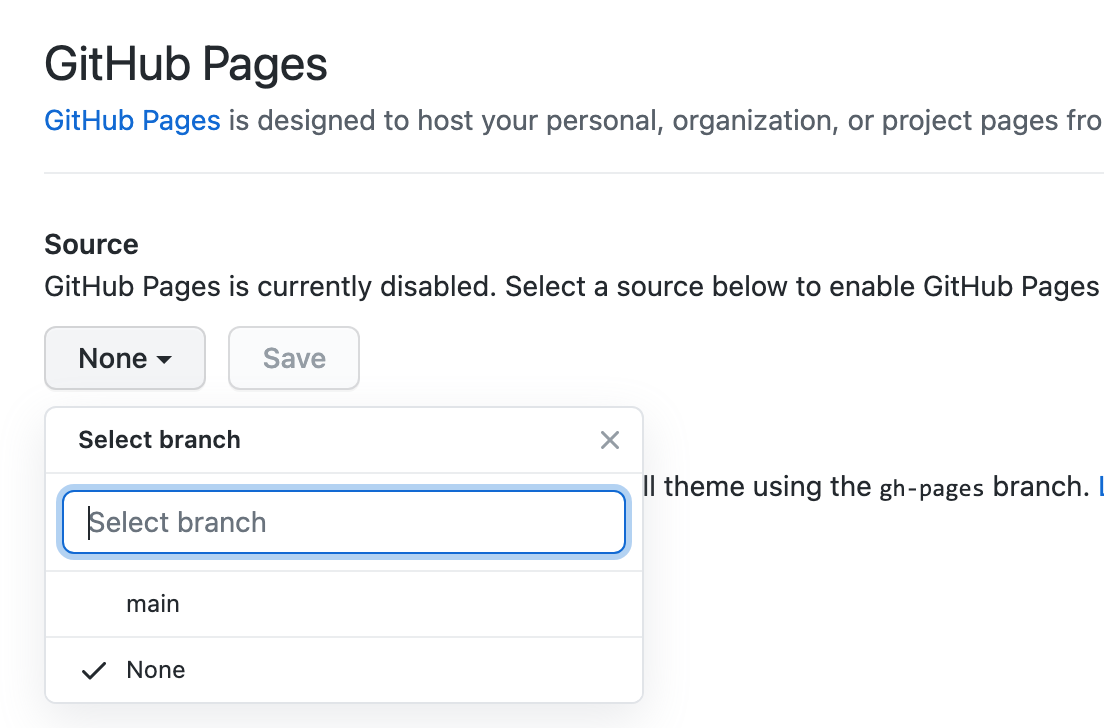 GitHub Pages
GitHub Pages is designed to host your personal, organization, or project pages fro
Source
GitHub Pages is currently disabled. Select a source below to enable GitHub Pages
None Save
Select branch
ll theme using the gh-pages branch. L
Select branch
main
None